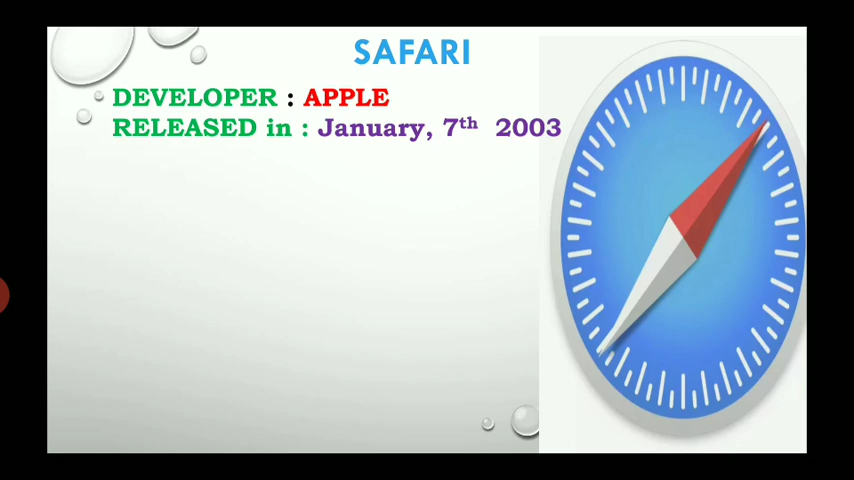 SAFARI
DEVELOPER : APPLE
RELEASED in : January, 7th 2003